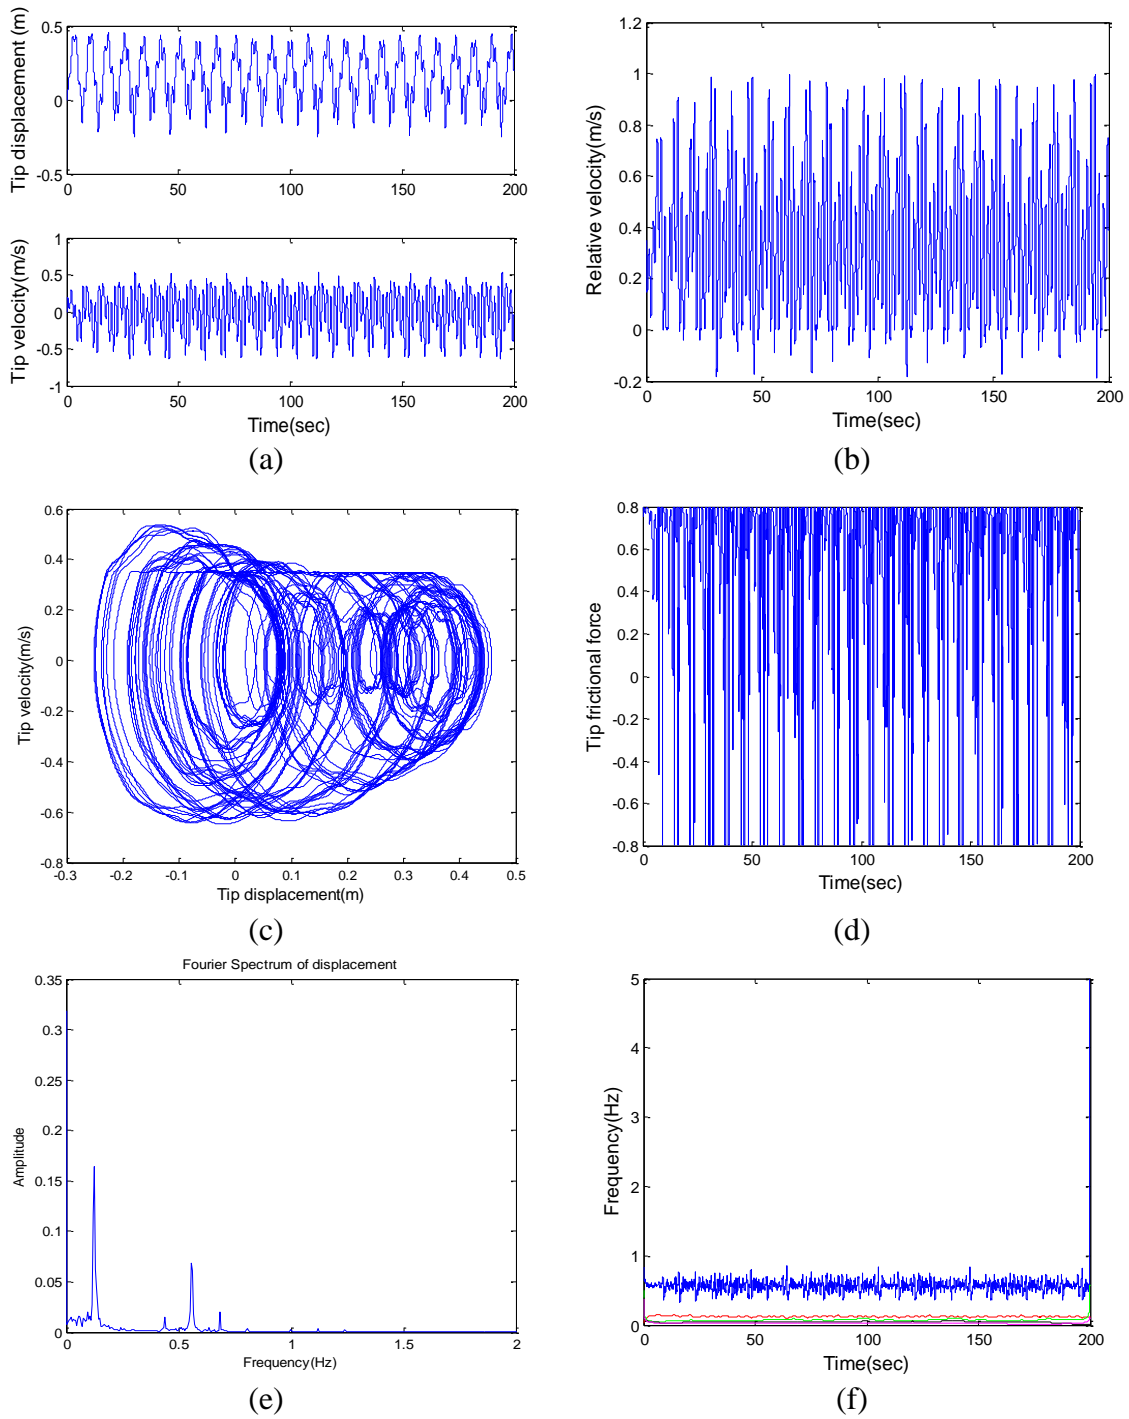 0.5
0
-0.5
0 50 100 150 200
Tip displacement (m)
1
0.5
0
-0.5
-1
0 50 100 150 200
Tip velocity(m/s)
Time(sec)
(a)
1.2
1
0.8
0.6
0.4
0.2
0
-0.2
0 50 100 150 200
Relative velocity(m/s)
Time(sec)
(b)
0.6
0.4
0.2
0
-0.2
-0.4
-0.6
-0.8
-0.3 -0.2 -0.1 0 0.1 0.2 0.3 0.4 0.5
Tip velocity(m/s)
Tip displacement(m)
(c)
0.8
0.6
0.4
0.2
0
-0.2
-0.4
-0.6
-0.8
0 50 100 150 200
Tip frictional force
Time(sec)
(d)
Fourier Spectrum of displacement
0.35
0.3
0.25
0.2
0.15
0.1
0.05
0
0 0.5 1 1.5 2
Amplitude
Frequency(Hz)
(e)
5
4
3
2
1
0
0 50 100 150 200
Frequency(Hz)
Time(sec)
(f)